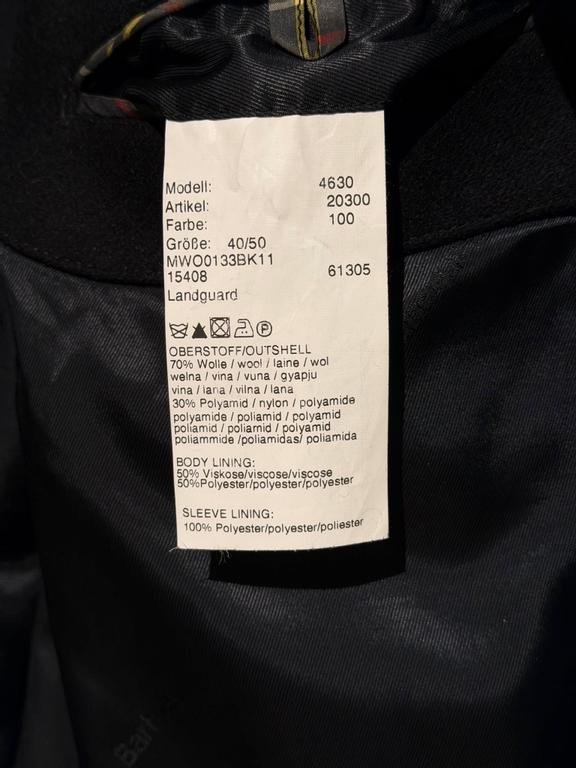 Modell: 4630
Artikel: 20300
Farbe: 100
Größe: 40/50
MWO0133BK11
15408 61305
Landguard
OBERSTOFF/OUTSHELL
70% Wolle / wool / laine / wol
welna / vina / vuna / gyapju
vina / lana / vilna / lana
30% Polyamid / nylon / polyamide
polyamide / poliamid / polyamid
poliamid / poliamid / polyamid
poliammide /poliamidas/ poliamida
BODY LINING:
50% Viskose/viscose/viscose
50%Polyester/polyester/polyester
SLEEVE LINING:
100% Polyester/polyester/poliester